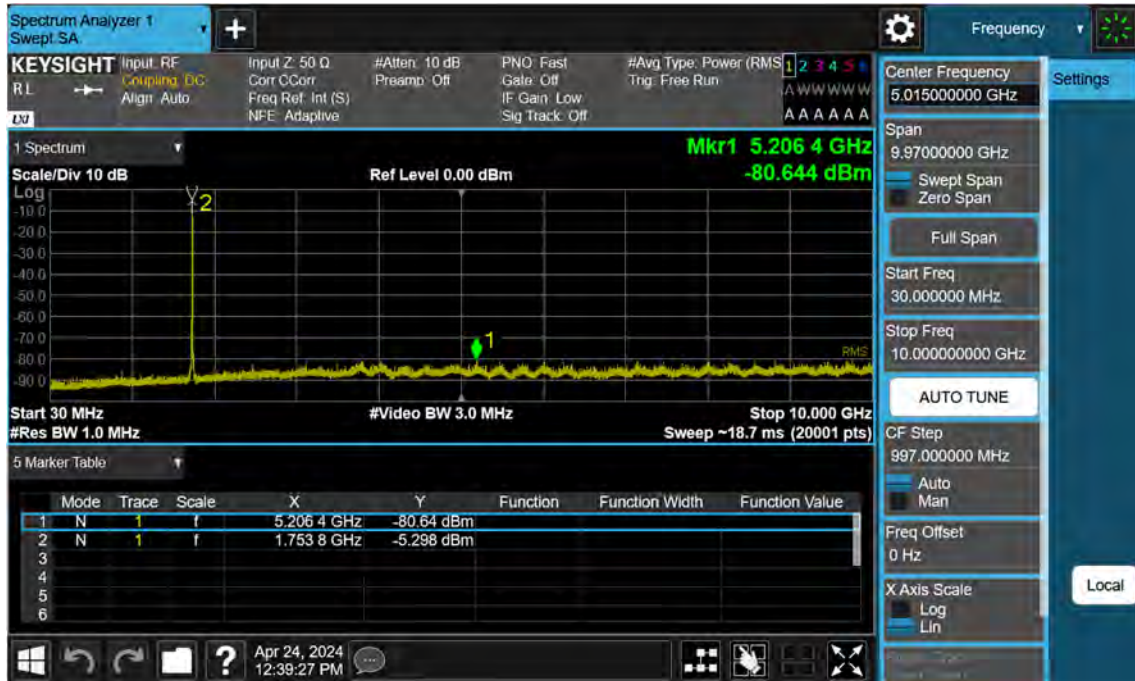 Spectrum Analyzer 1
Swept SA
+
Frequency
KEYSIGHT
RL
LXI
Input: RF
Coupling: DC
Align: Auto
Input Z: 50 Ω
Corr CCorr
Freq Ref: Int (S)
NFE: Adaptive
#Atten: 10 dB
Preamp: Off
PNO: Fast
Gate: Off
IF Gain: Low
Sig Track: Off
#Avg Type: Power (RMS
Trig: Free Run
1 2 3 4 5 6
A W W W W W
A A A A A A
Center Frequency
5.015000000 GHz
Settings
1 Spectrum
Scale/Div 10 dB
Ref Level 0.00 dBm
Mkr1 5.206 4 GHz
-80.644 dBm
Log
-10.0
-20.0
-30.0
-40.0
-50.0
-60.0
-70.0
-80.0
-90.0
2
1
RMS
Start 30 MHz
#Video BW 3.0 MHz
Stop 10.000 GHz
#Res BW 1.0 MHz
Sweep ~18.7 ms (20001 pts)
Span
9.97000000 GHz
Swept Span
Zero Span
Full Span
Start Freq
30.000000 MHz
Stop Freq
10.000000000 GHz
AUTO TUNE
CF Step
997.000000 MHz
Auto
Man
Freq Offset
0 Hz
X Axis Scale
Log
Lin
Local
5 Marker Table
Mode Trace Scale X Y Function Function Width Function Value
1 N 1 f 5.206 4 GHz -80.64 dBm
2 N 1 f 1.753 8 GHz -5.298 dBm
3
4
5
6
?
Apr 24, 2024
12:39:27 PM